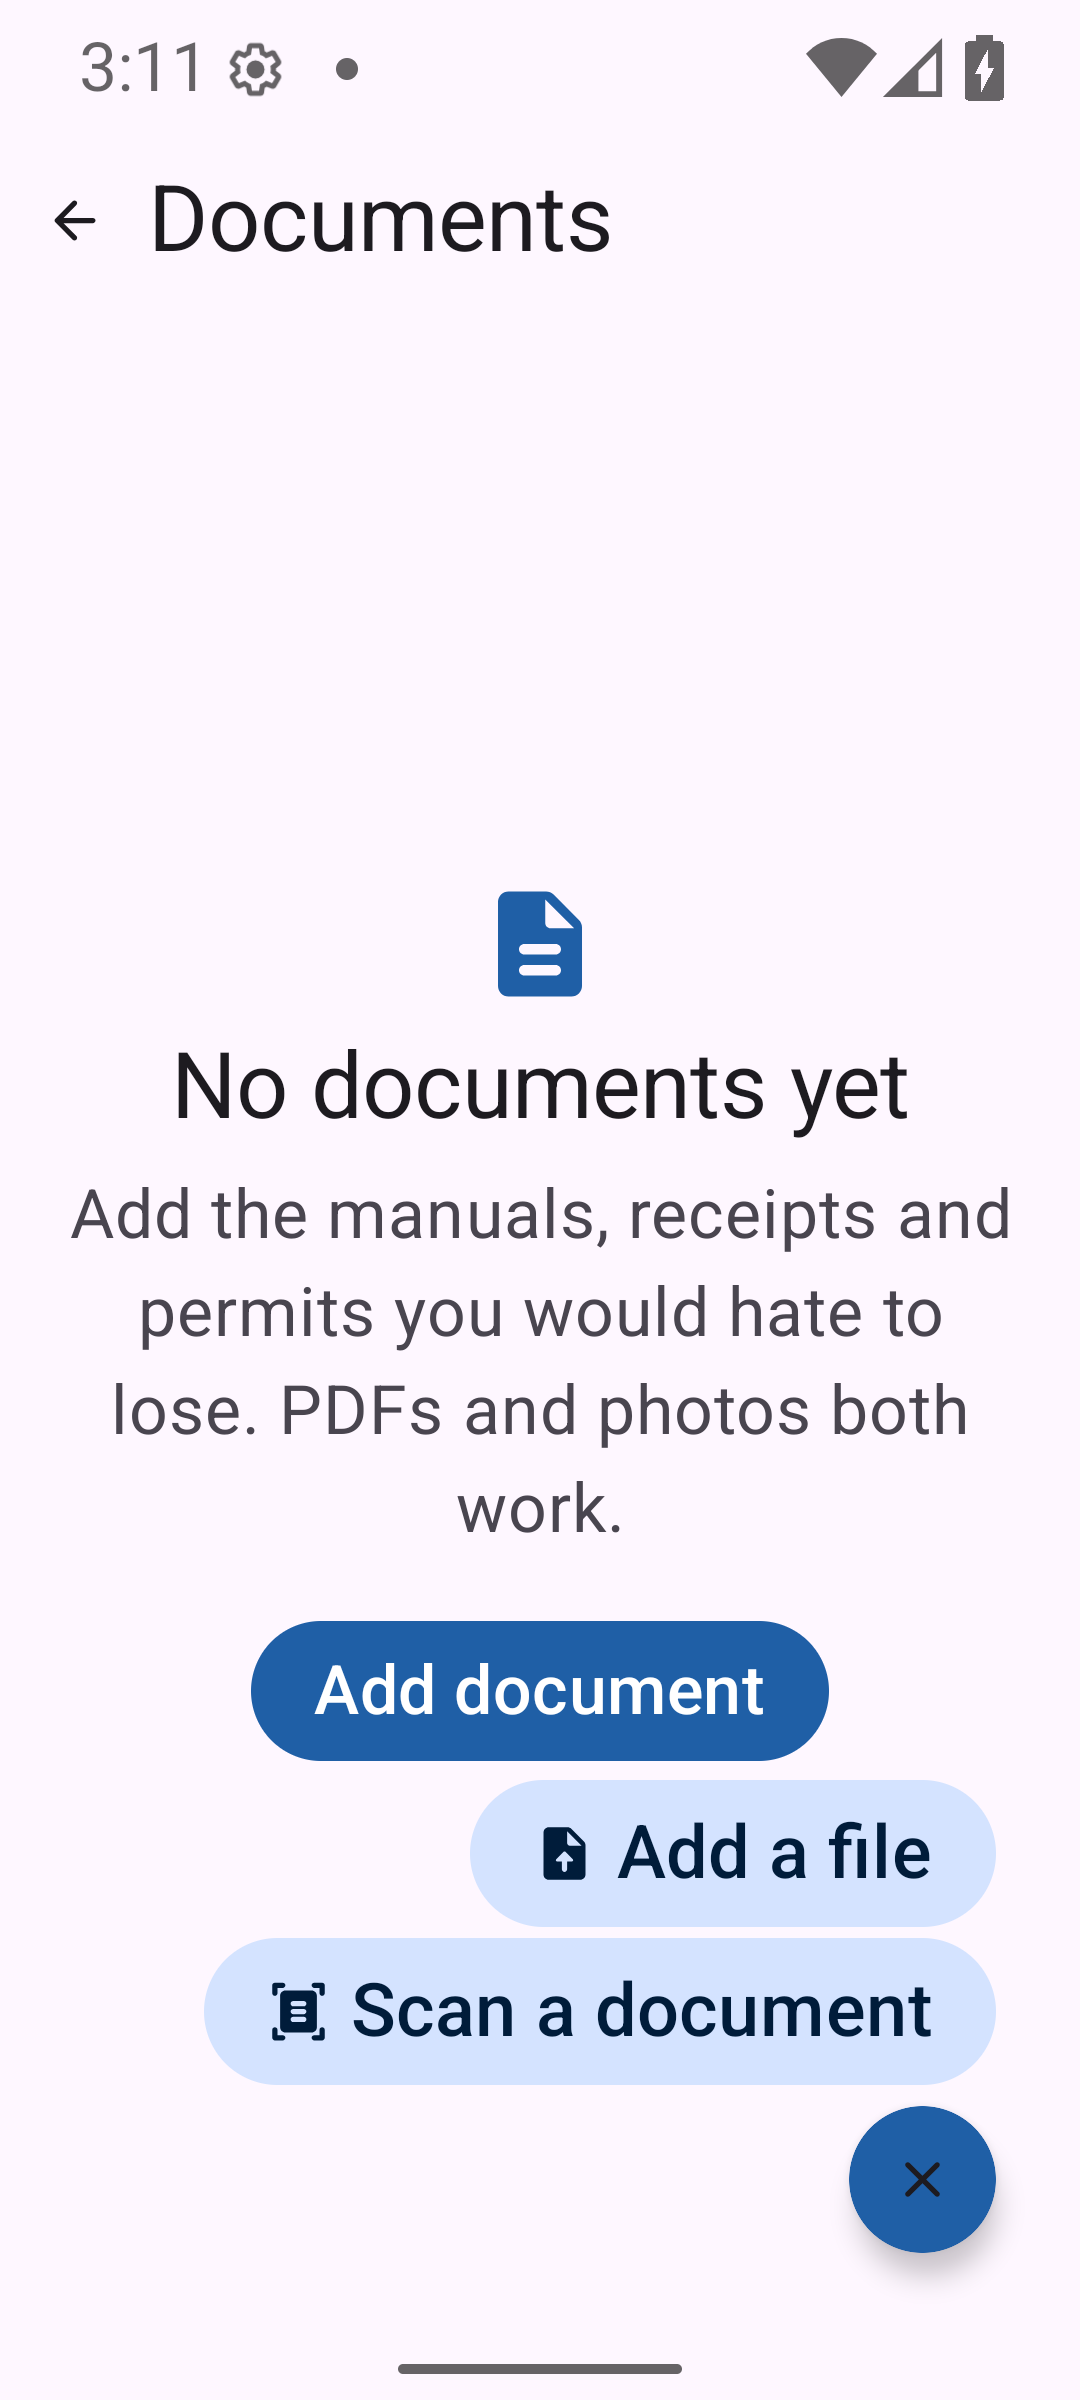 3:11
Documents
No documents yet
Add the manuals, receipts and
permits you would hate to
lose. PDFs and photos both
work.
Add document
Add a file
Scan a document